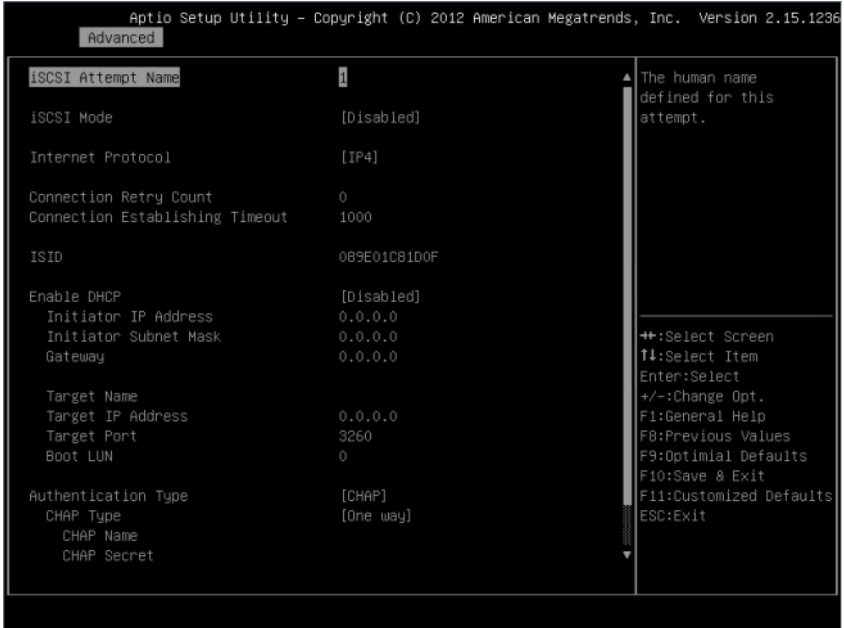 Aptio Setup Utility – Copyright (C) 2012 American Megatrends, Inc. Version 2.15.1236
Advanced
iSCSI Attempt Name 1
iSCSI Mode [Disabled]
Internet Protocol [IP4]
Connection Retry Count 0
Connection Establishing Timeout 1000
ISID 089E01C81D0F
Enable DHCP [Disabled]
Initiator IP Address 0.0.0.0
Initiator Subnet Mask 0.0.0.0
Gateway 0.0.0.0
Target Name
Target IP Address 0.0.0.0
Target Port 3260
Boot LUN 0
Authentication Type [CHAP]
CHAP Type [One way]
CHAP Name
CHAP Secret
The human name
defined for this
attempt.
→←:Select Screen
↑↓:Select Item
Enter:Select
+/-:Change Opt.
F1:General Help
F8:Previous Values
F9:Optimial Defaults
F10:Save & Exit
F11:Customized Defaults
ESC:Exit